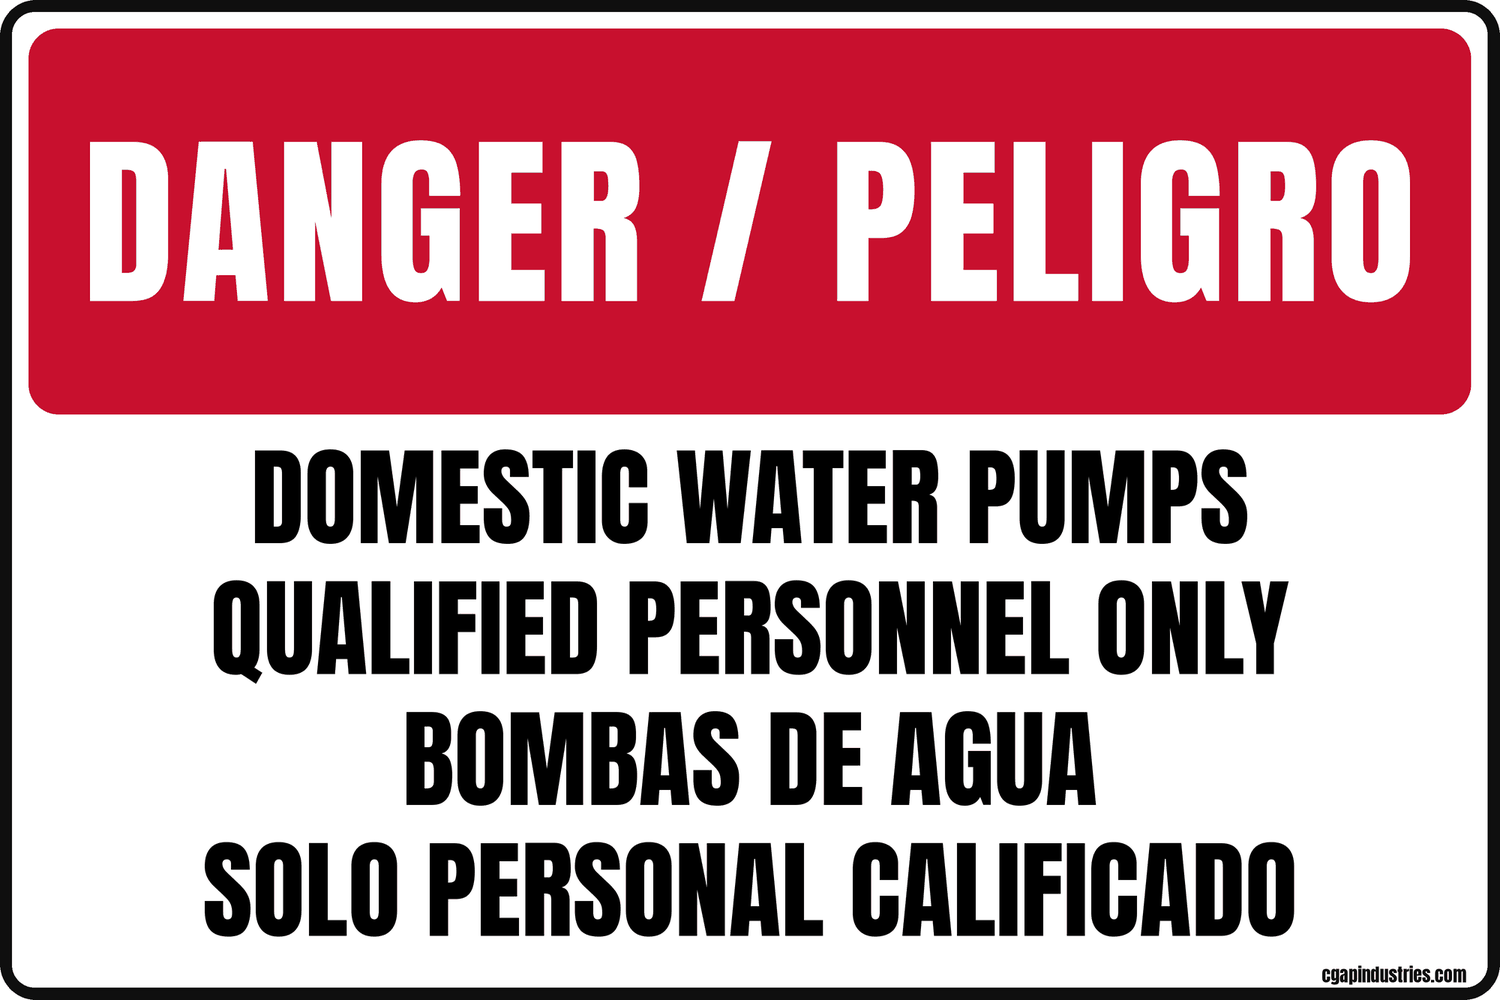 DANGER / PELIGRO
DOMESTIC WATER PUMPS
QUALIFIED PERSONNEL ONLY
BOMBAS DE AGUA
SOLO PERSONAL CALIFICADO
cgapindustries.com